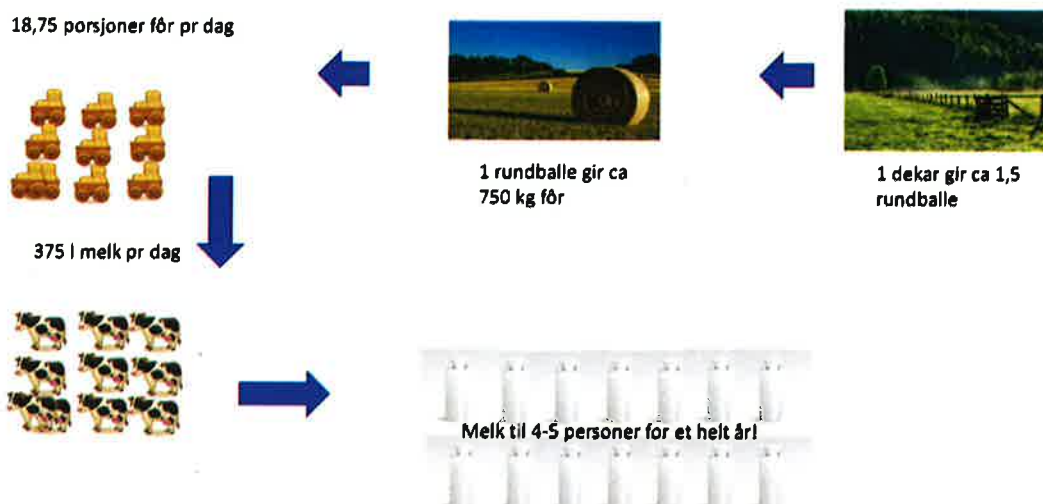 18,75 porsjoner fôr pr dag
1 rundballe gir ca
750 kg fôr
1 dekar gir ca 1,5
rundballe
375 l melk pr dag
Melk til 4-5 personer for et helt år!